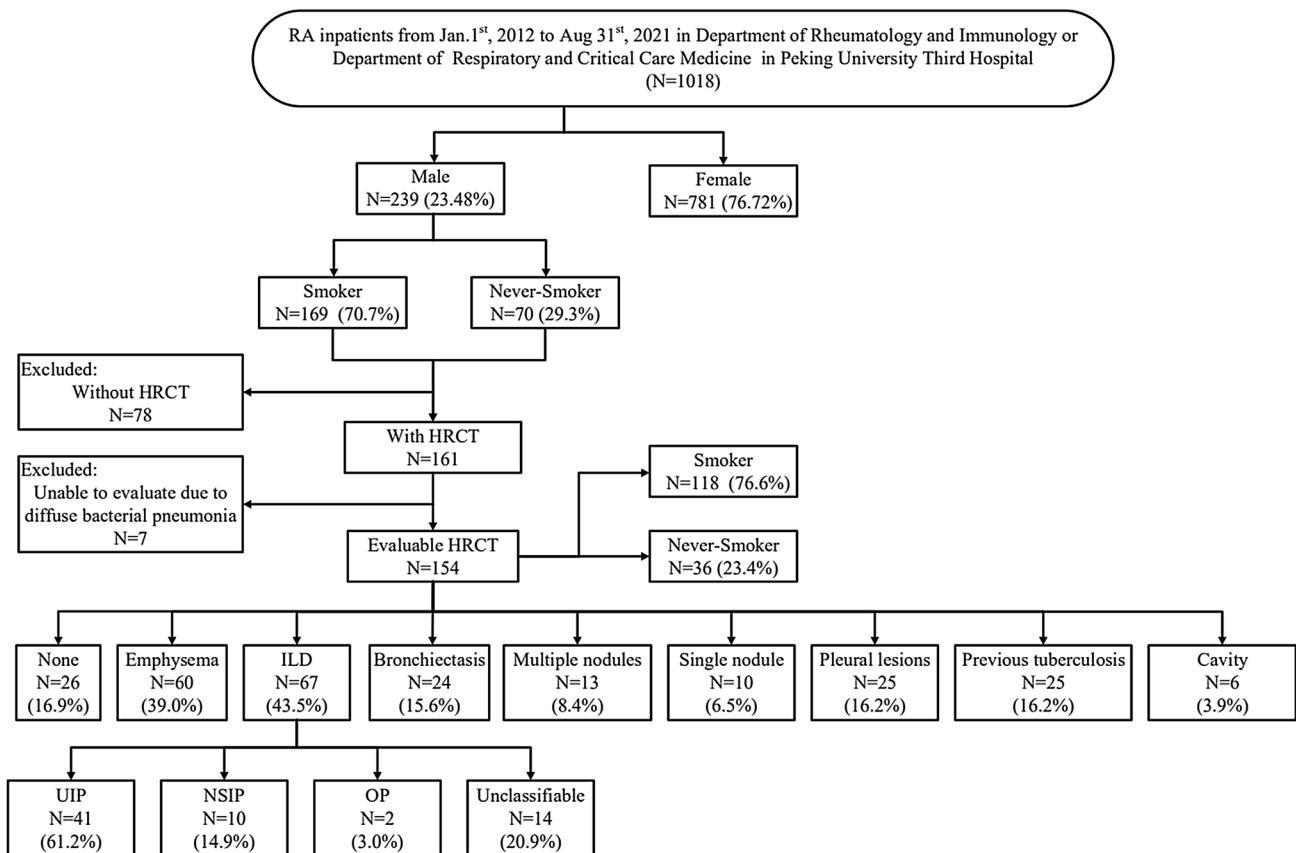 RA inpatients from Jan.1st, 2012 to Aug 31st, 2021 in Department of Rheumatology and Immunology or
Department of Respiratory and Critical Care Medicine in Peking University Third Hospital
(N=1018)
Male
N=239 (23.48%)
Female
N=781 (76.72%)
Smoker
N=169 (70.7%)
Never-Smoker
N=70 (29.3%)
Excluded:
Without HRCT
N=78
With HRCT
N=161
Excluded:
Unable to evaluate due to
diffuse bacterial pneumonia
N=7
Smoker
N=118 (76.6%)
Evaluable HRCT
N=154
Never-Smoker
N=36 (23.4%)
None
N=26
(16.9%)
Emphysema
N=60
(39.0%)
ILD
N=67
(43.5%)
Bronchiectasis
N=24
(15.6%)
Multiple nodules
N=13
(8.4%)
Single nodule
N=10
(6.5%)
Pleural lesions
N=25
(16.2%)
Previous tuberculosis
N=25
(16.2%)
Cavity
N=6
(3.9%)
UIP
N=41
(61.2%)
NSIP
N=10
(14.9%)
OP
N=2
(3.0%)
Unclassifiable
N=14
(20.9%)